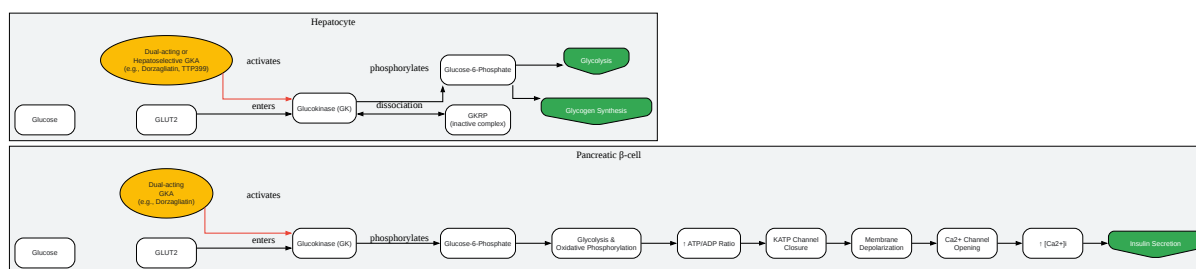 Hepatocyte
Dual-acting or
Hepatoselective GKA
(e.g., Dorzagliatin, TTP399)
activates
phosphorylates
Glucose-6-Phosphate
Glycolysis
Glucose
GLUT2
enters
Glucokinase (GK)
dissociation
GKRP
(inactive complex)
Glycogen Synthesis
Pancreatic β-cell
Dual-acting
GKA
(e.g., Dorzagliatin)
activates
Glucose
GLUT2
enters
Glucokinase (GK)
phosphorylates
Glucose-6-Phosphate
Glycolysis &
Oxidative Phosphorylation
↑ ATP/ADP Ratio
KATP Channel
Closure
Membrane
Depolarization
Ca2+ Channel
Opening
↑ [Ca2+]i
Insulin Secretion